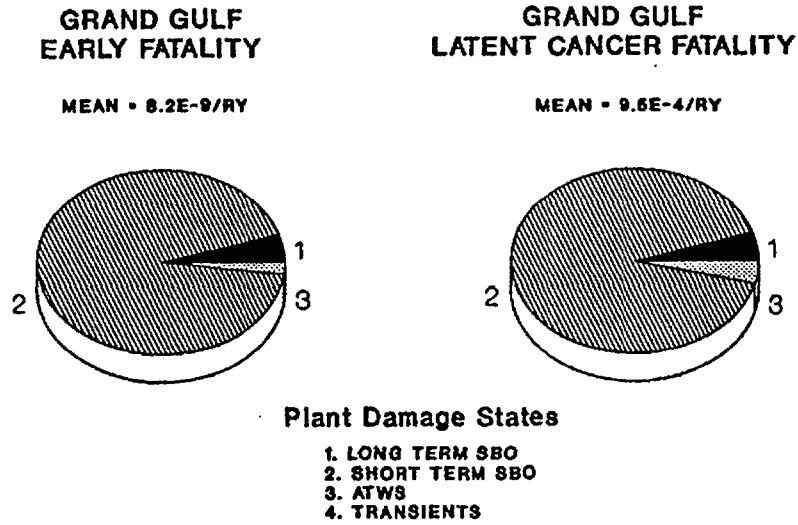 GRAND GULF
EARLY FATALITY
MEAN = 8.2E-9/RY
1
2
3
GRAND GULF
LATENT CANCER FATALITY
MEAN = 9.5E-4/RY
1
2
3
Plant Damage States
1. LONG TERM SBO
2. SHORT TERM SBO
3. ATWS
4. TRANSIENTS